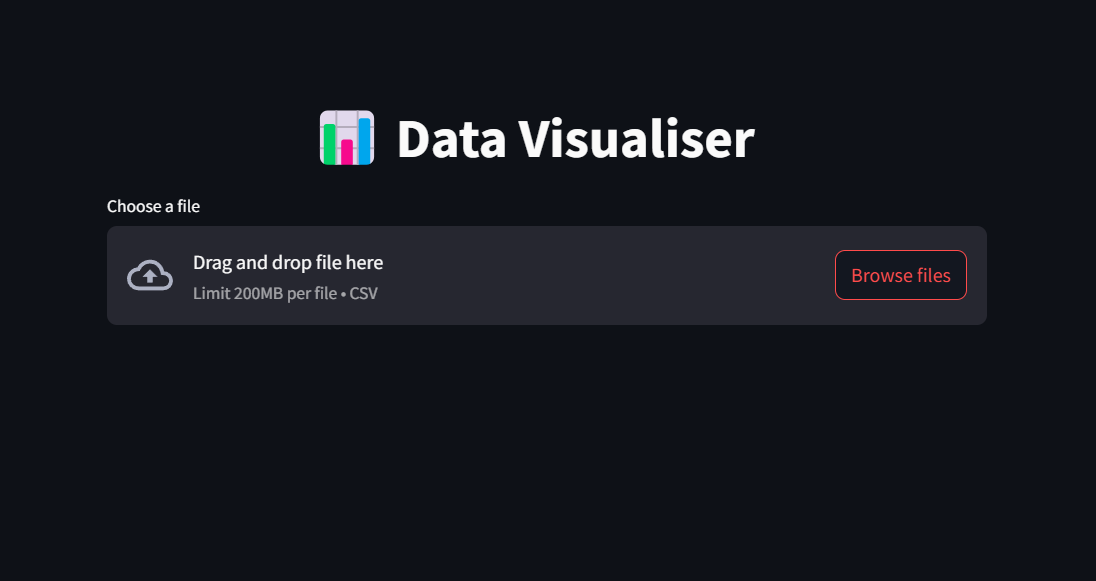 Data Visualiser
Choose a file
Drag and drop file here
Limit 200MB per file • CSV
Browse files